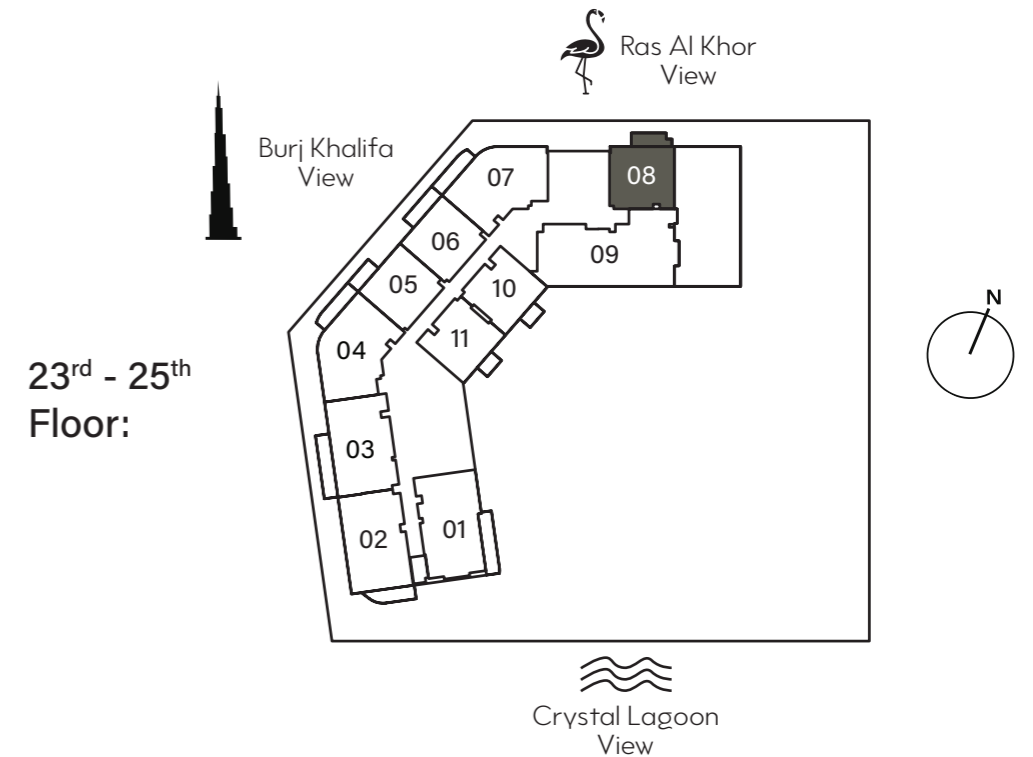 Ras Al Khor
View
Burj Khalifa
View
07
08
06
09
05
10
N
11
04
23rd - 25th
Floor:
03
01
02
Crystal Lagoon
View